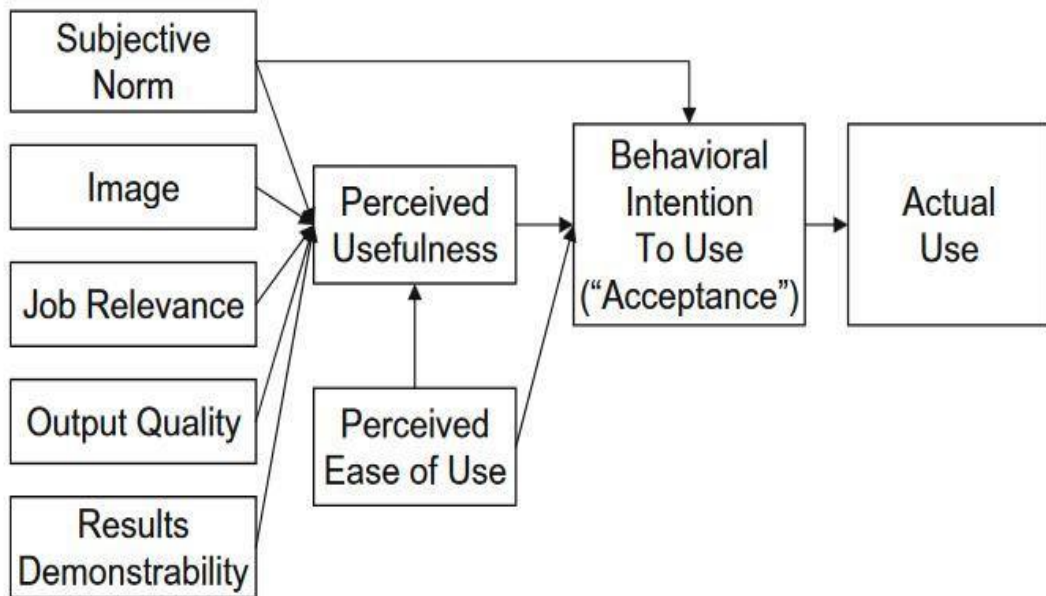 Subjective
Norm
Image
Job Relevance
Output Quality
Results
Demonstrability
Perceived
Usefulness
Perceived
Ease of Use
Behavioral
Intention
To Use
(“Acceptance”)
Actual
Use